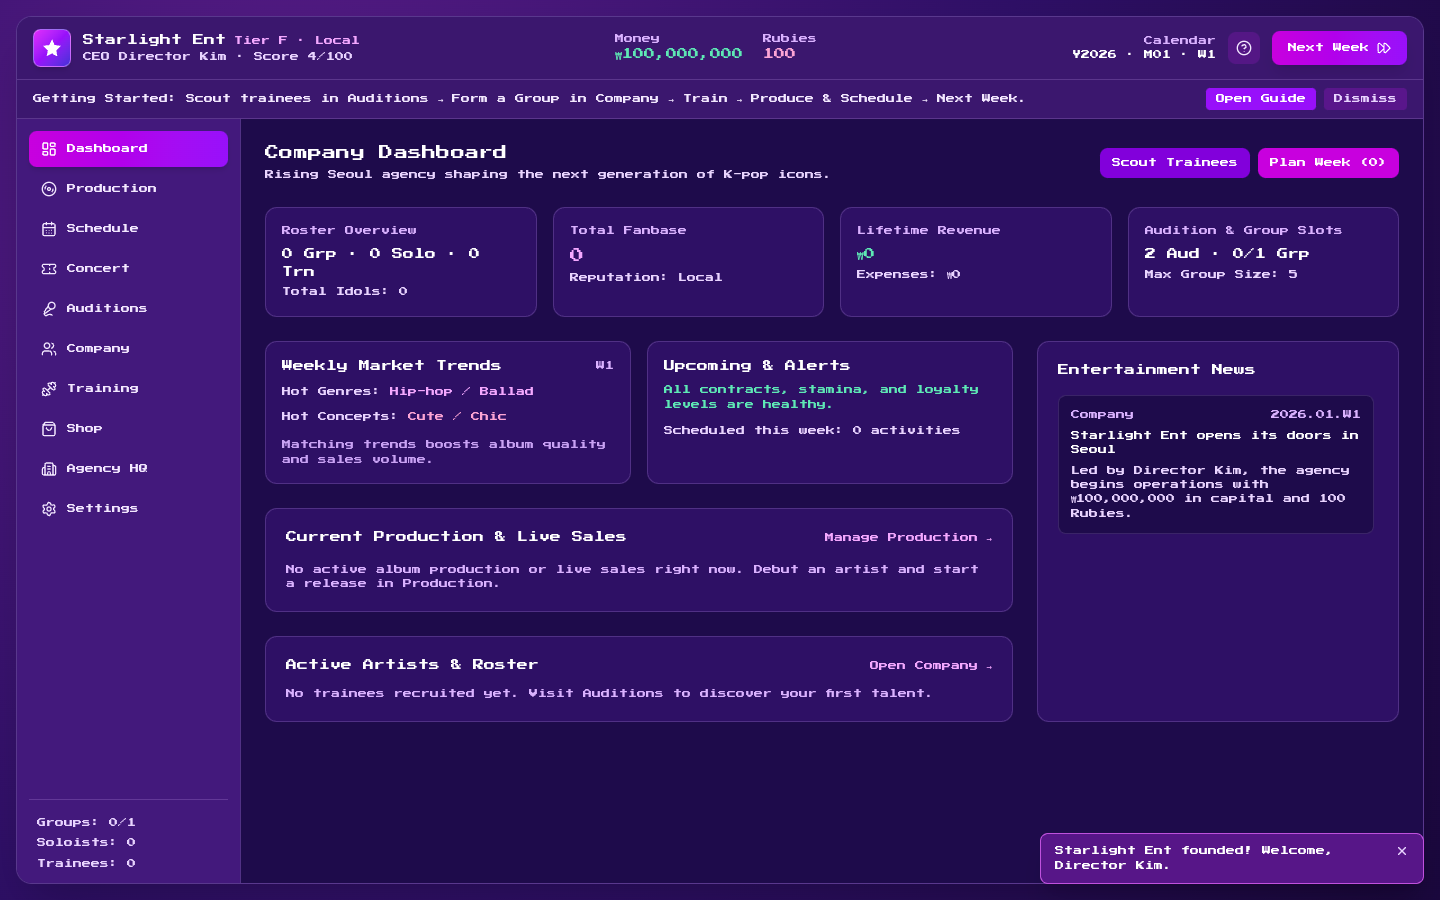 Starlight Ent Tier F · Local
CEO Director Kim · Score 4/100
Money
₩100,000,000
Rubies
100
Calendar
Y2026 · M01 · W1
Next Week
Getting Started: Scout trainees in Auditions → Form a Group in Company → Train → Produce & Schedule → Next Week.
Open Guide
Dismiss
Dashboard
Production
Schedule
Concert
Auditions
Company
Training
Shop
Agency HQ
Settings
Groups: 0/1
Soloists: 0
Trainees: 0
Company Dashboard
Rising Seoul agency shaping the next generation of K-pop icons.
Scout Trainees
Plan Week (0)
Roster Overview
0 Grp · 0 Solo · 0
Trn
Total Idols: 0
Total Fanbase
0
Reputation: Local
Lifetime Revenue
₩0
Expenses: ₩0
Audition & Group Slots
2 Aud · 0/1 Grp
Max Group Size: 5
Weekly Market Trends
W1
Hot Genres: Hip-hop / Ballad
Hot Concepts: Cute / Chic
Matching trends boosts album quality
and sales volume.
Upcoming & Alerts
All contracts, stamina, and loyalty
levels are healthy.
Scheduled this week: 0 activities
Entertainment News
Company
2026.01.W1
Starlight Ent opens its doors in
Seoul
Led by Director Kim, the agency
begins operations with
₩100,000,000 in capital and 100
Rubies.
Current Production & Live Sales
Manage Production →
No active album production or live sales right now. Debut an artist and start
a release in Production.
Active Artists & Roster
Open Company →
No trainees recruited yet. Visit Auditions to discover your first talent.
Starlight Ent founded! Welcome,
Director Kim.